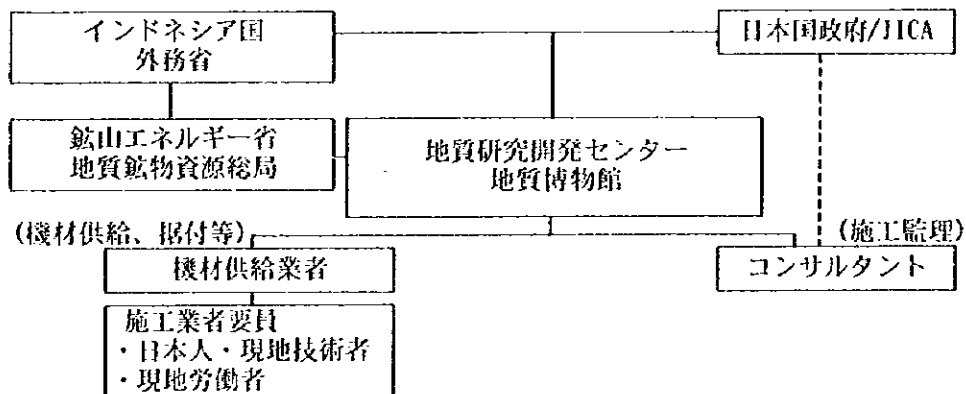 インドネシア国
外務省
日本国政府/JICA
鉱山エネルギー省
地質鉱物資源総局
地質研究開発センター
地質博物館
(機材供給、据付等)
(施工監理)
機材供給業者
コンサルタント
施工業者要員
・日本人・現地技術者
・現地労働者